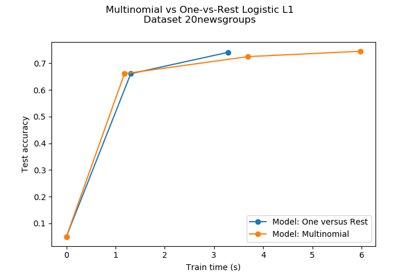 Multinomial vs One-vs-Rest Logistic L1
Dataset 20newsgroups
0.7
0.6
0.5
0.4
0.3
0.2
0.1
Test accuracy
Model: One versus Rest
Model: Multinomial
0 1 2 3 4 5 6
Train time (s)